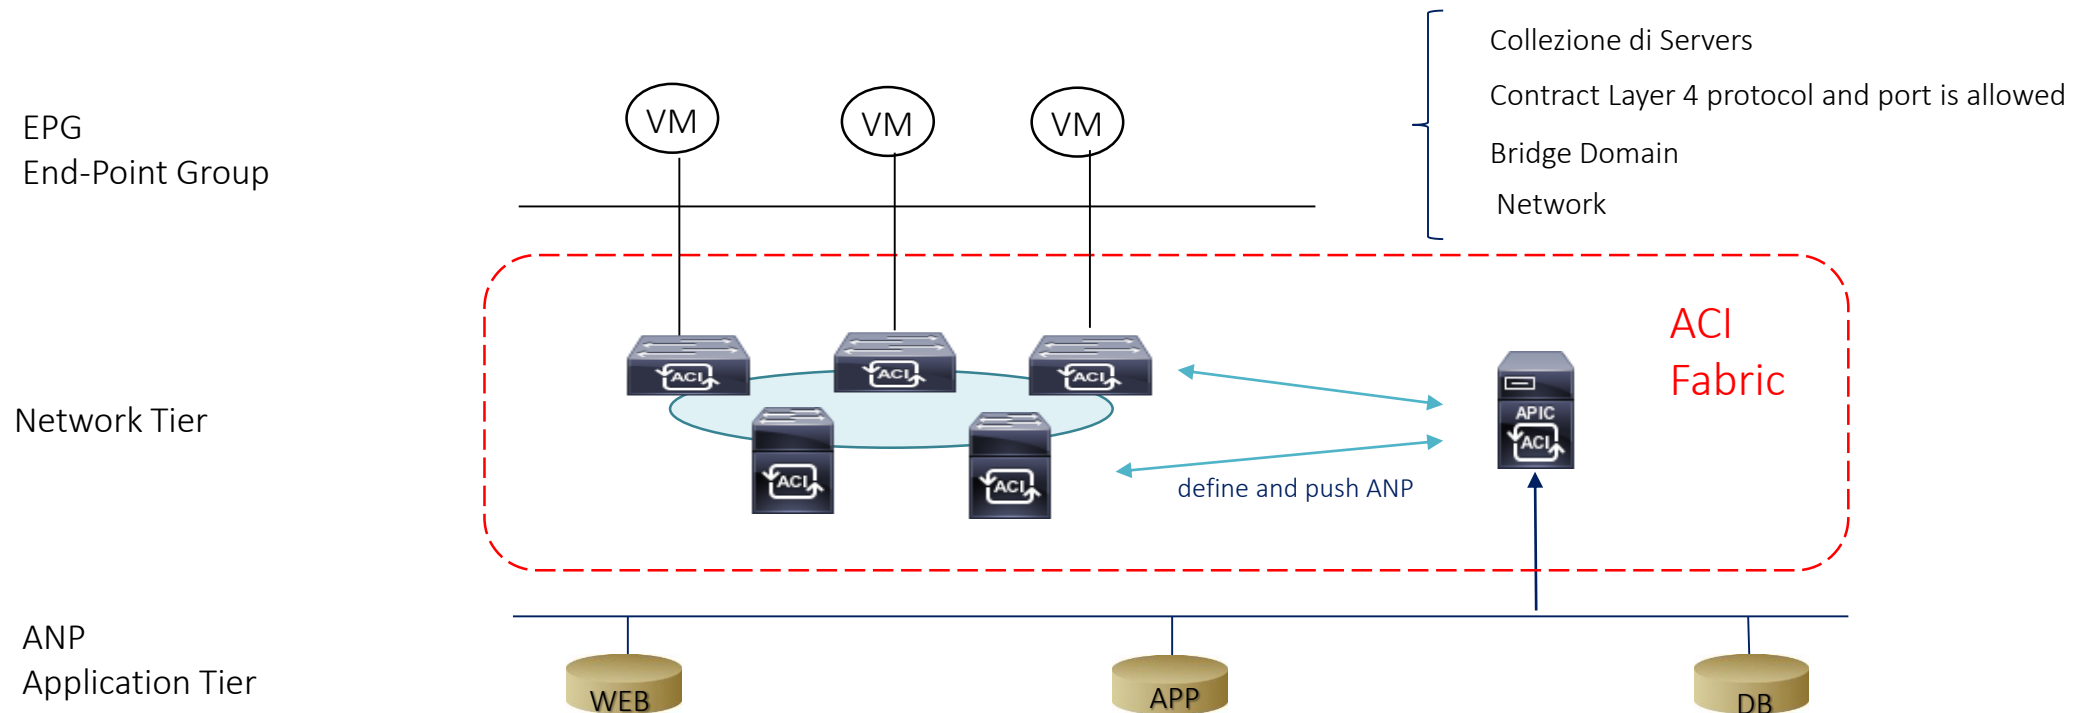 Collezione di Servers
Contract Layer 4 protocol and port is allowed
Bridge Domain
Network
EPG
End-Point Group
VM
VM
VM
ACI
Fabric
ACI
ACI
ACI
APIC
ACI
Network Tier
ACI
ACI
define and push ANP
ANP
Application Tier
WEB
APP
DB